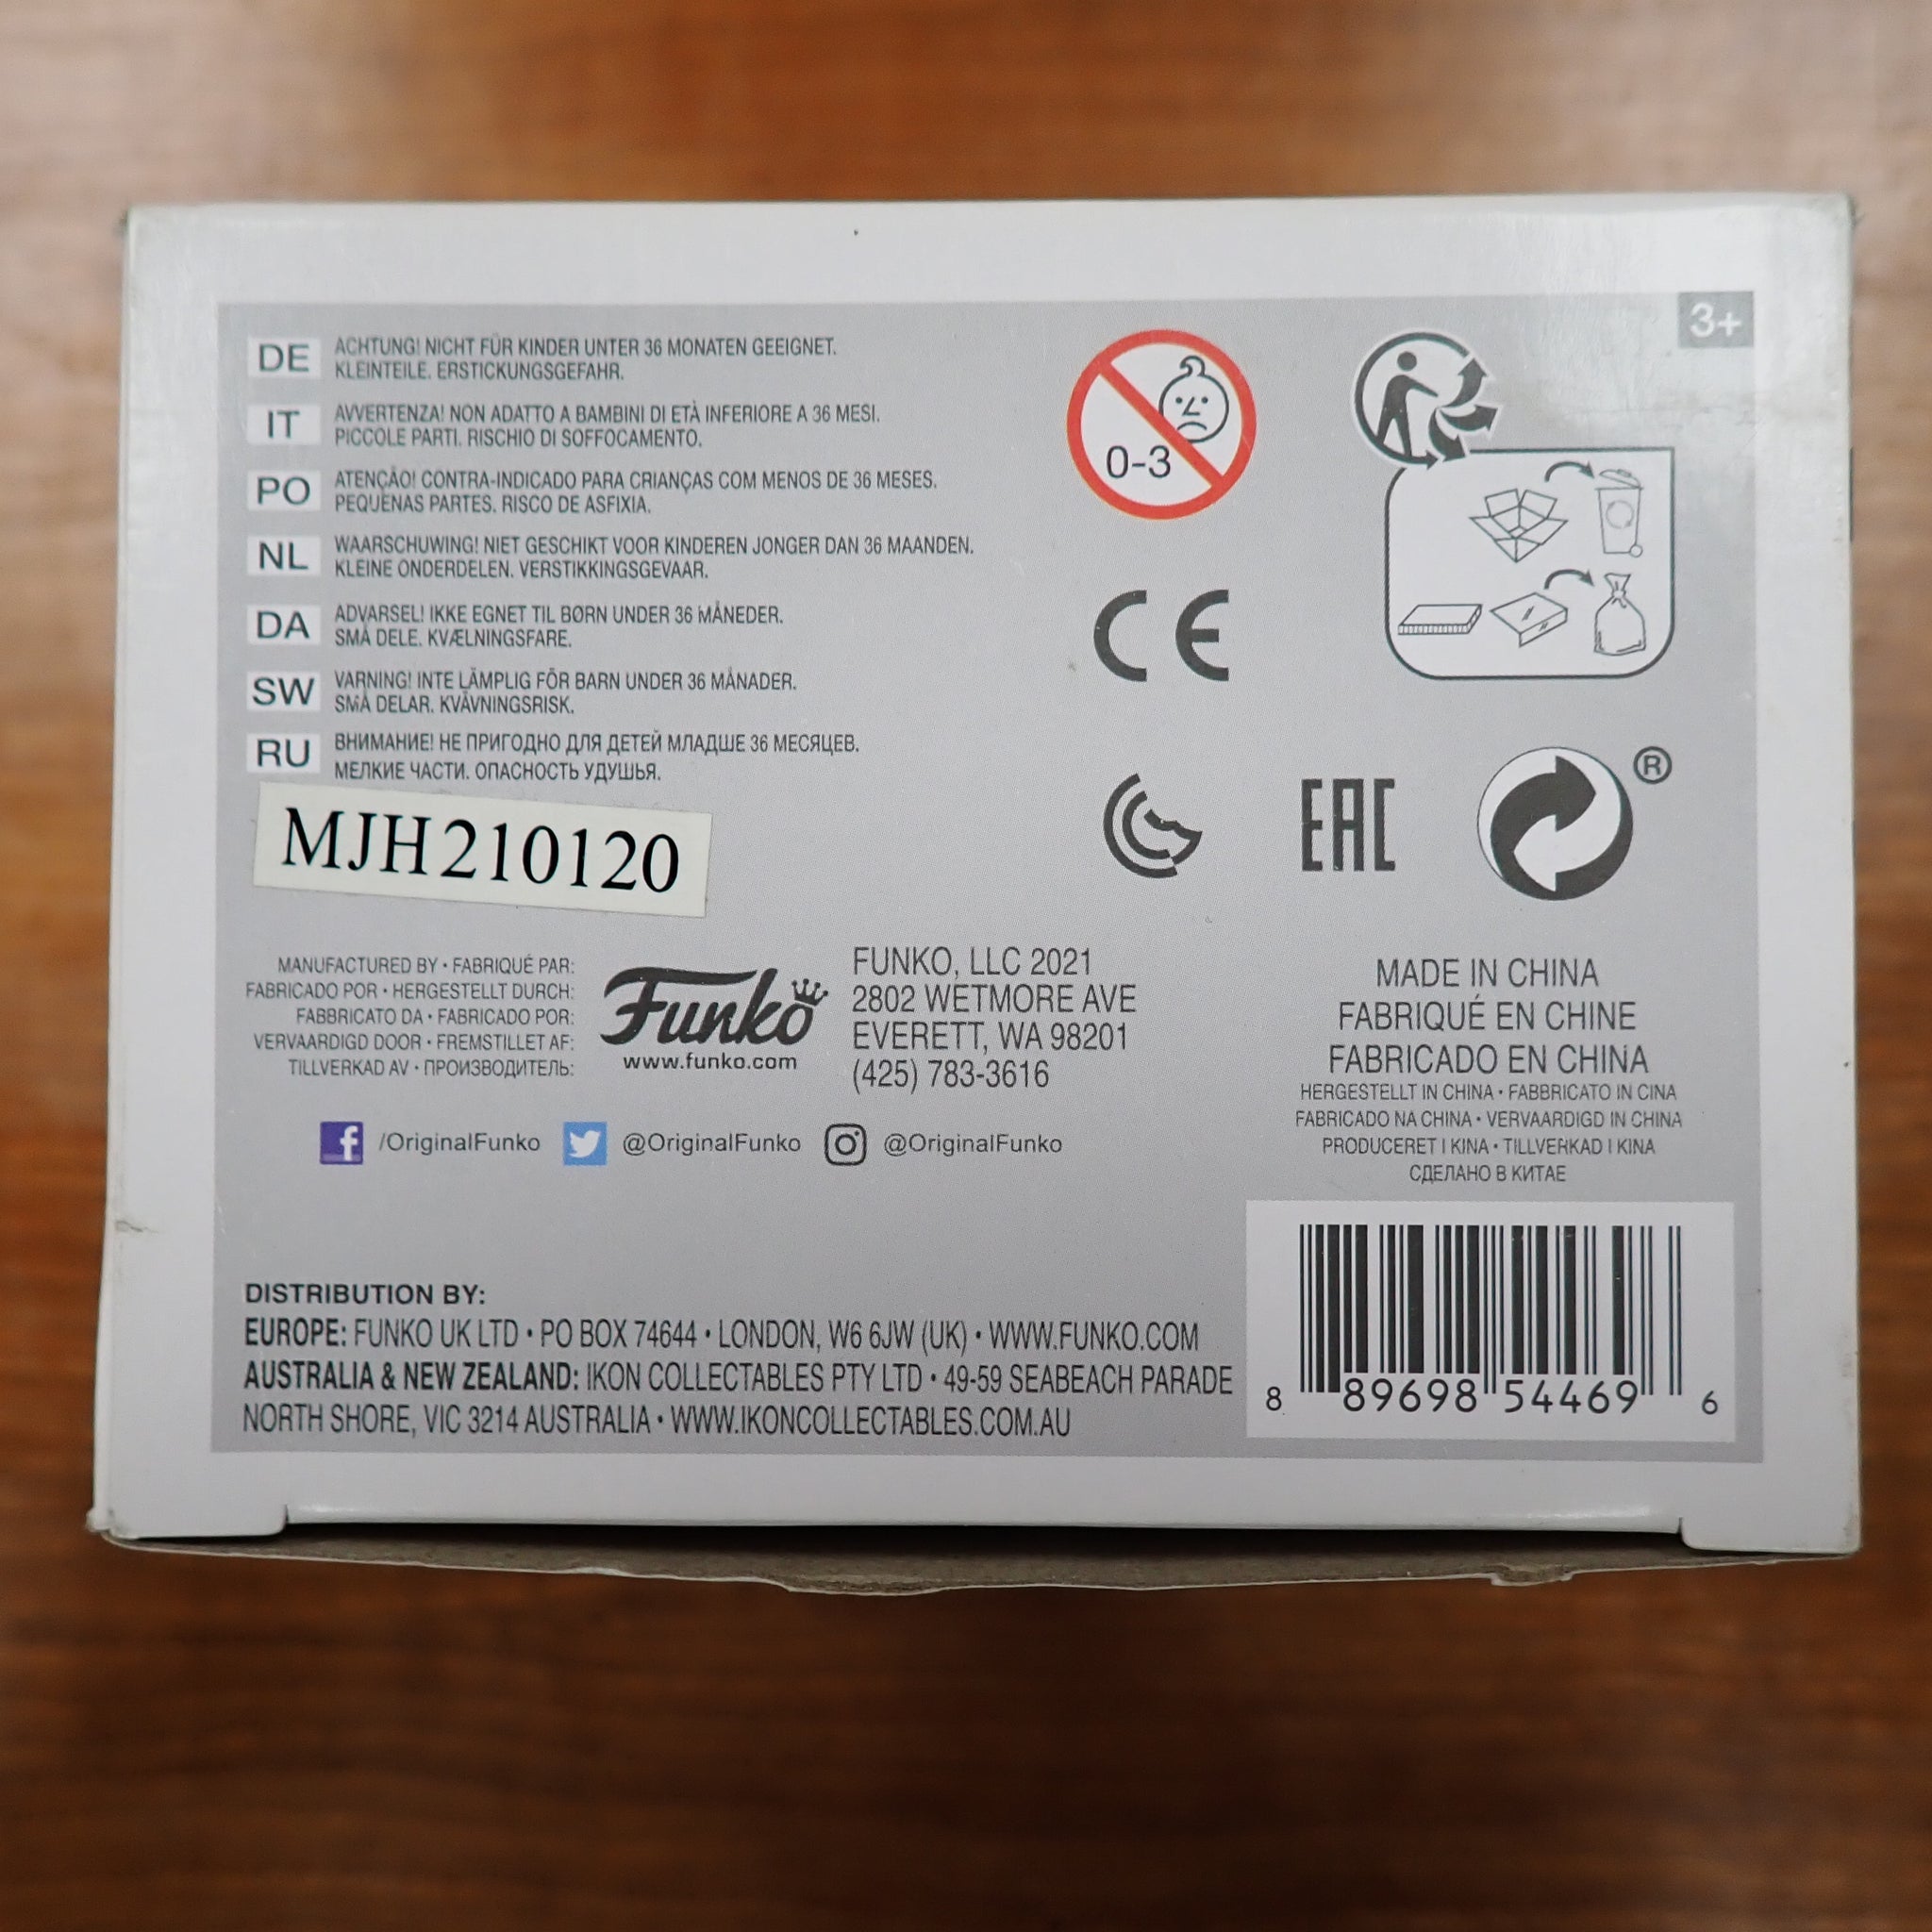 3+
DE
ACHTUNG! NICHT FÜR KINDER UNTER 36 MONATEN GEEIGNET.
KLEINTEILE. ERSTICKUNGSGEFAHR.
IT
AVVERTENZA! NON ADATTO A BAMBINI DI ETÀ INFERIORE A 36 MESI.
PICCOLE PARTI. RISCHIO DI SOFFOCAMENTO.
PO
ATENÇÃO! CONTRA-INDICADO PARA CRIANÇAS COM MENOS DE 36 MESES.
PEQUENAS PARTES. RISCO DE ASFIXIA.
NL
WAARSCHUWING! NIET GESCHIKT VOOR KINDEREN JONGER DAN 36 MAANDEN.
KLEINE ONDERDELEN. VERSTIKKINGSGEVAAR.
DA
ADVARSEL! IKKE EGNET TIL BØRN UNDER 36 MÅNEDER.
SMÅ DELE. KVÆLNINGSFARE.
SW
VARNING! INTE LÄMPLIG FÖR BARN UNDER 36 MÅNADER.
SMÅ DELAR. KVÄVNINGSRISK.
RU
ВНИМАНИЕ! НЕ ПРИГОДНО ДЛЯ ДЕТЕЙ МЛАДШЕ 36 МЕСЯЦЕВ.
МЕЛКИЕ ЧАСТИ. ОПАСНОСТЬ УДУШЬЯ.
0-3
CE
EAC
®
MJH210120
MANUFACTURED BY • FABRIQUÉ PAR:
FABRICADO POR • HERGESTELLT DURCH:
FABBRICATO DA • FABRICADO POR:
VERVAARDIGD DOOR • FREMSTILLET AF:
TILLVERKAD AV • ПРОИЗВОДИТЕЛЬ:
Funko
www.funko.com
FUNKO, LLC 2021
2802 WETMORE AVE
EVERETT, WA 98201
(425) 783-3616
MADE IN CHINA
FABRIQUÉ EN CHINE
FABRICADO EN CHINA
HERGESTELLT IN CHINA • FABBRICATO IN CINA
FABRICADO NA CHINA • VERVAARDIGD IN CHINA
PRODUCERET I KINA • TILLVERKAD I KINA
СДЕЛАНО В КИТАЕ
f /OriginalFunko @OriginalFunko @OriginalFunko
DISTRIBUTION BY:
EUROPE: FUNKO UK LTD • PO BOX 74644 • LONDON, W6 6JW (UK) • WWW.FUNKO.COM
AUSTRALIA & NEW ZEALAND: IKON COLLECTABLES PTY LTD • 49-59 SEABEACH PARADE
NORTH SHORE, VIC 3214 AUSTRALIA • WWW.IKONCOLLECTABLES.COM.AU
8 89698 54469 6